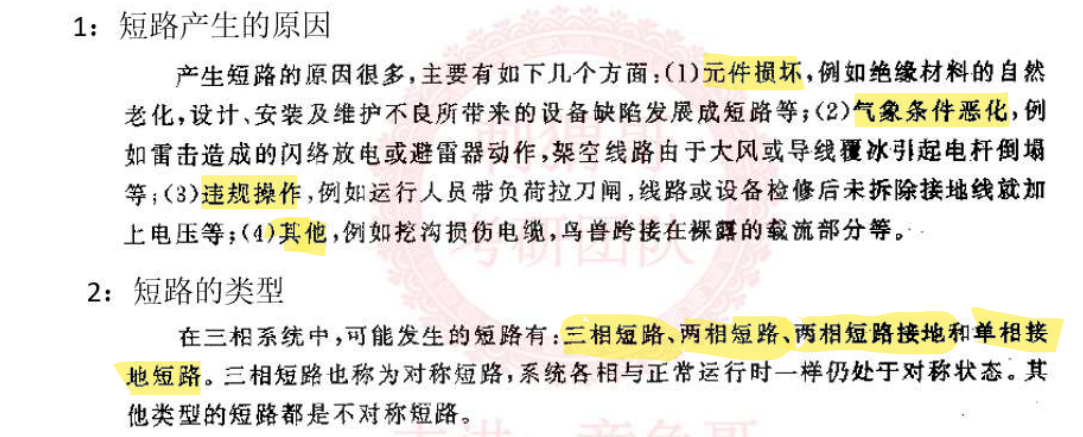 1：短路产生的原因
产生短路的原因很多,主要有如下几个方面:(1)元件损坏,例如绝缘材料的自然
老化,设计、安装及维护不良所带来的设备缺陷发展成短路等;(2)气象条件恶化,例
如雷击造成的闪络放电或避雷器动作,架空线路由于大风或导线覆冰引起电杆倒塌
等;(3)违规操作,例如运行人员带负荷拉刀闸,线路或设备检修后未拆除接地线就加
上电压等;(4)其他,例如挖沟损伤电缆,鸟兽跨接在裸露的载流部分等。
考研团队
2：短路的类型
在三相系统中,可能发生的短路有:三相短路、两相短路、两相短路接地和单相接
地短路。三相短路也称为对称短路,系统各相与正常运行时一样仍处于对称状态。其
他类型的短路都是不对称短路。